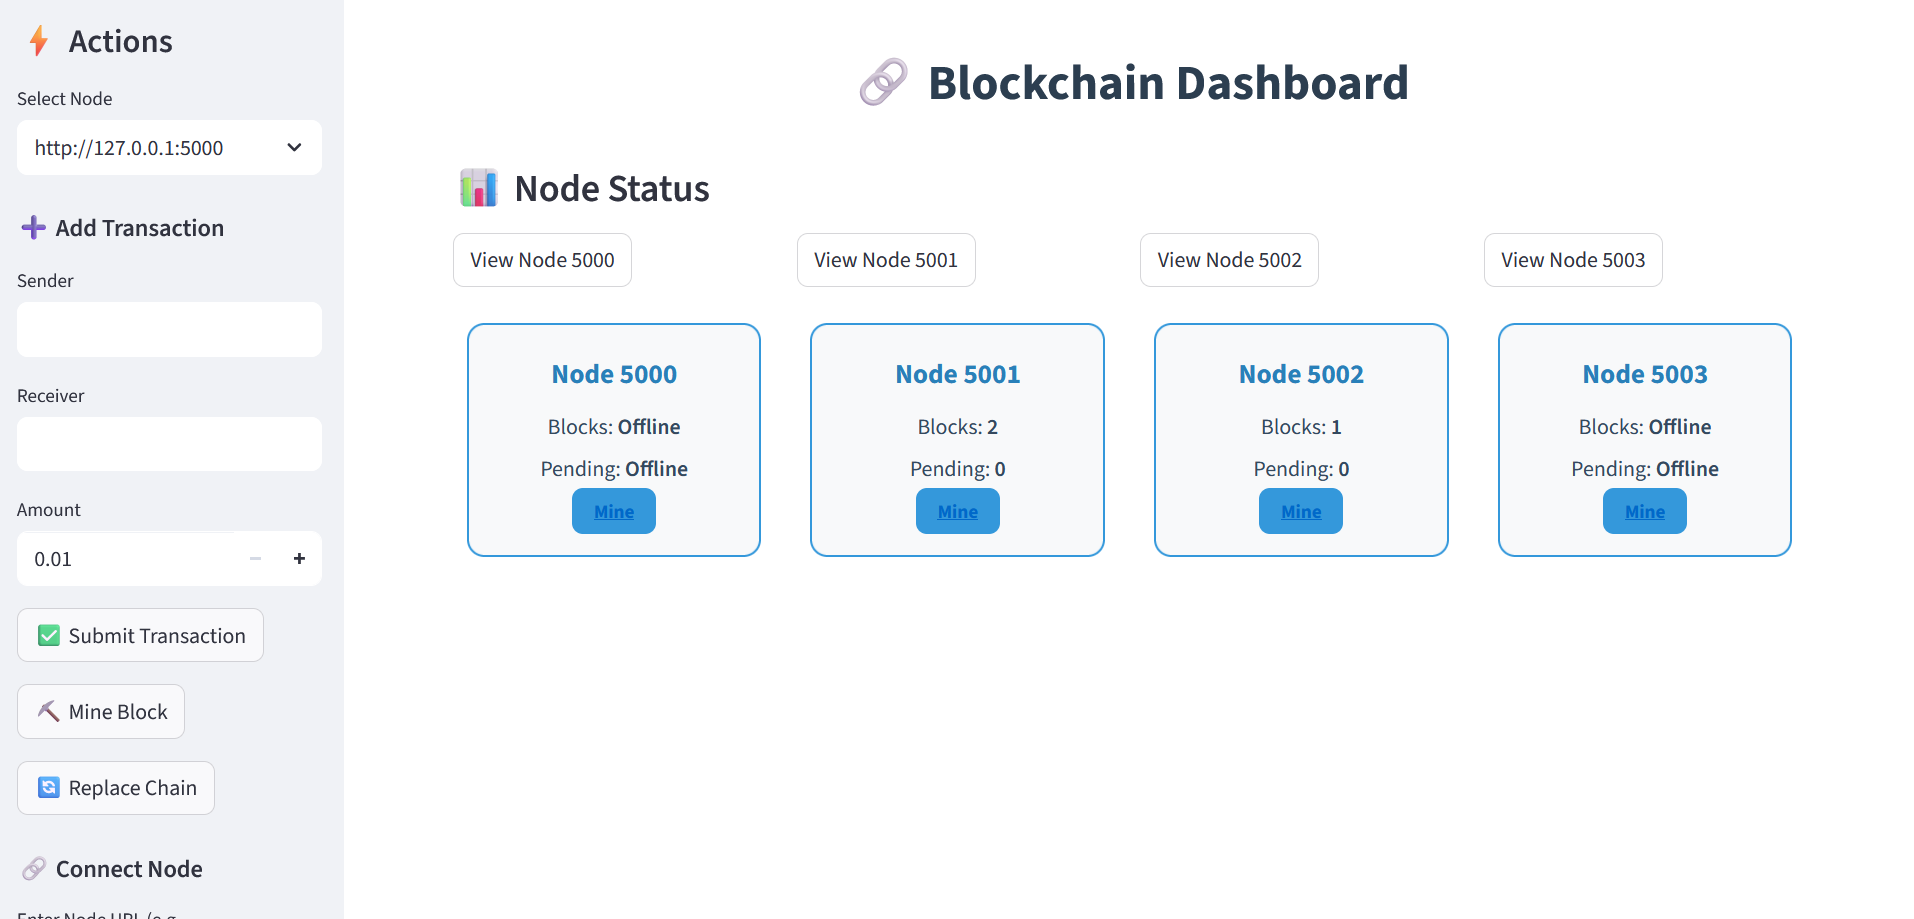 Actions
Select Node
http://127.0.0.1:5000
Add Transaction
Sender
Receiver
Amount
0.01
Submit Transaction
Mine Block
Replace Chain
Connect Node
Enter Node URL (e.g.
Blockchain Dashboard
Node Status
View Node 5000
View Node 5001
View Node 5002
View Node 5003
Node 5000
Blocks: Offline
Pending: Offline
Mine
Node 5001
Blocks: 2
Pending: 0
Mine
Node 5002
Blocks: 1
Pending: 0
Mine
Node 5003
Blocks: Offline
Pending: Offline
Mine